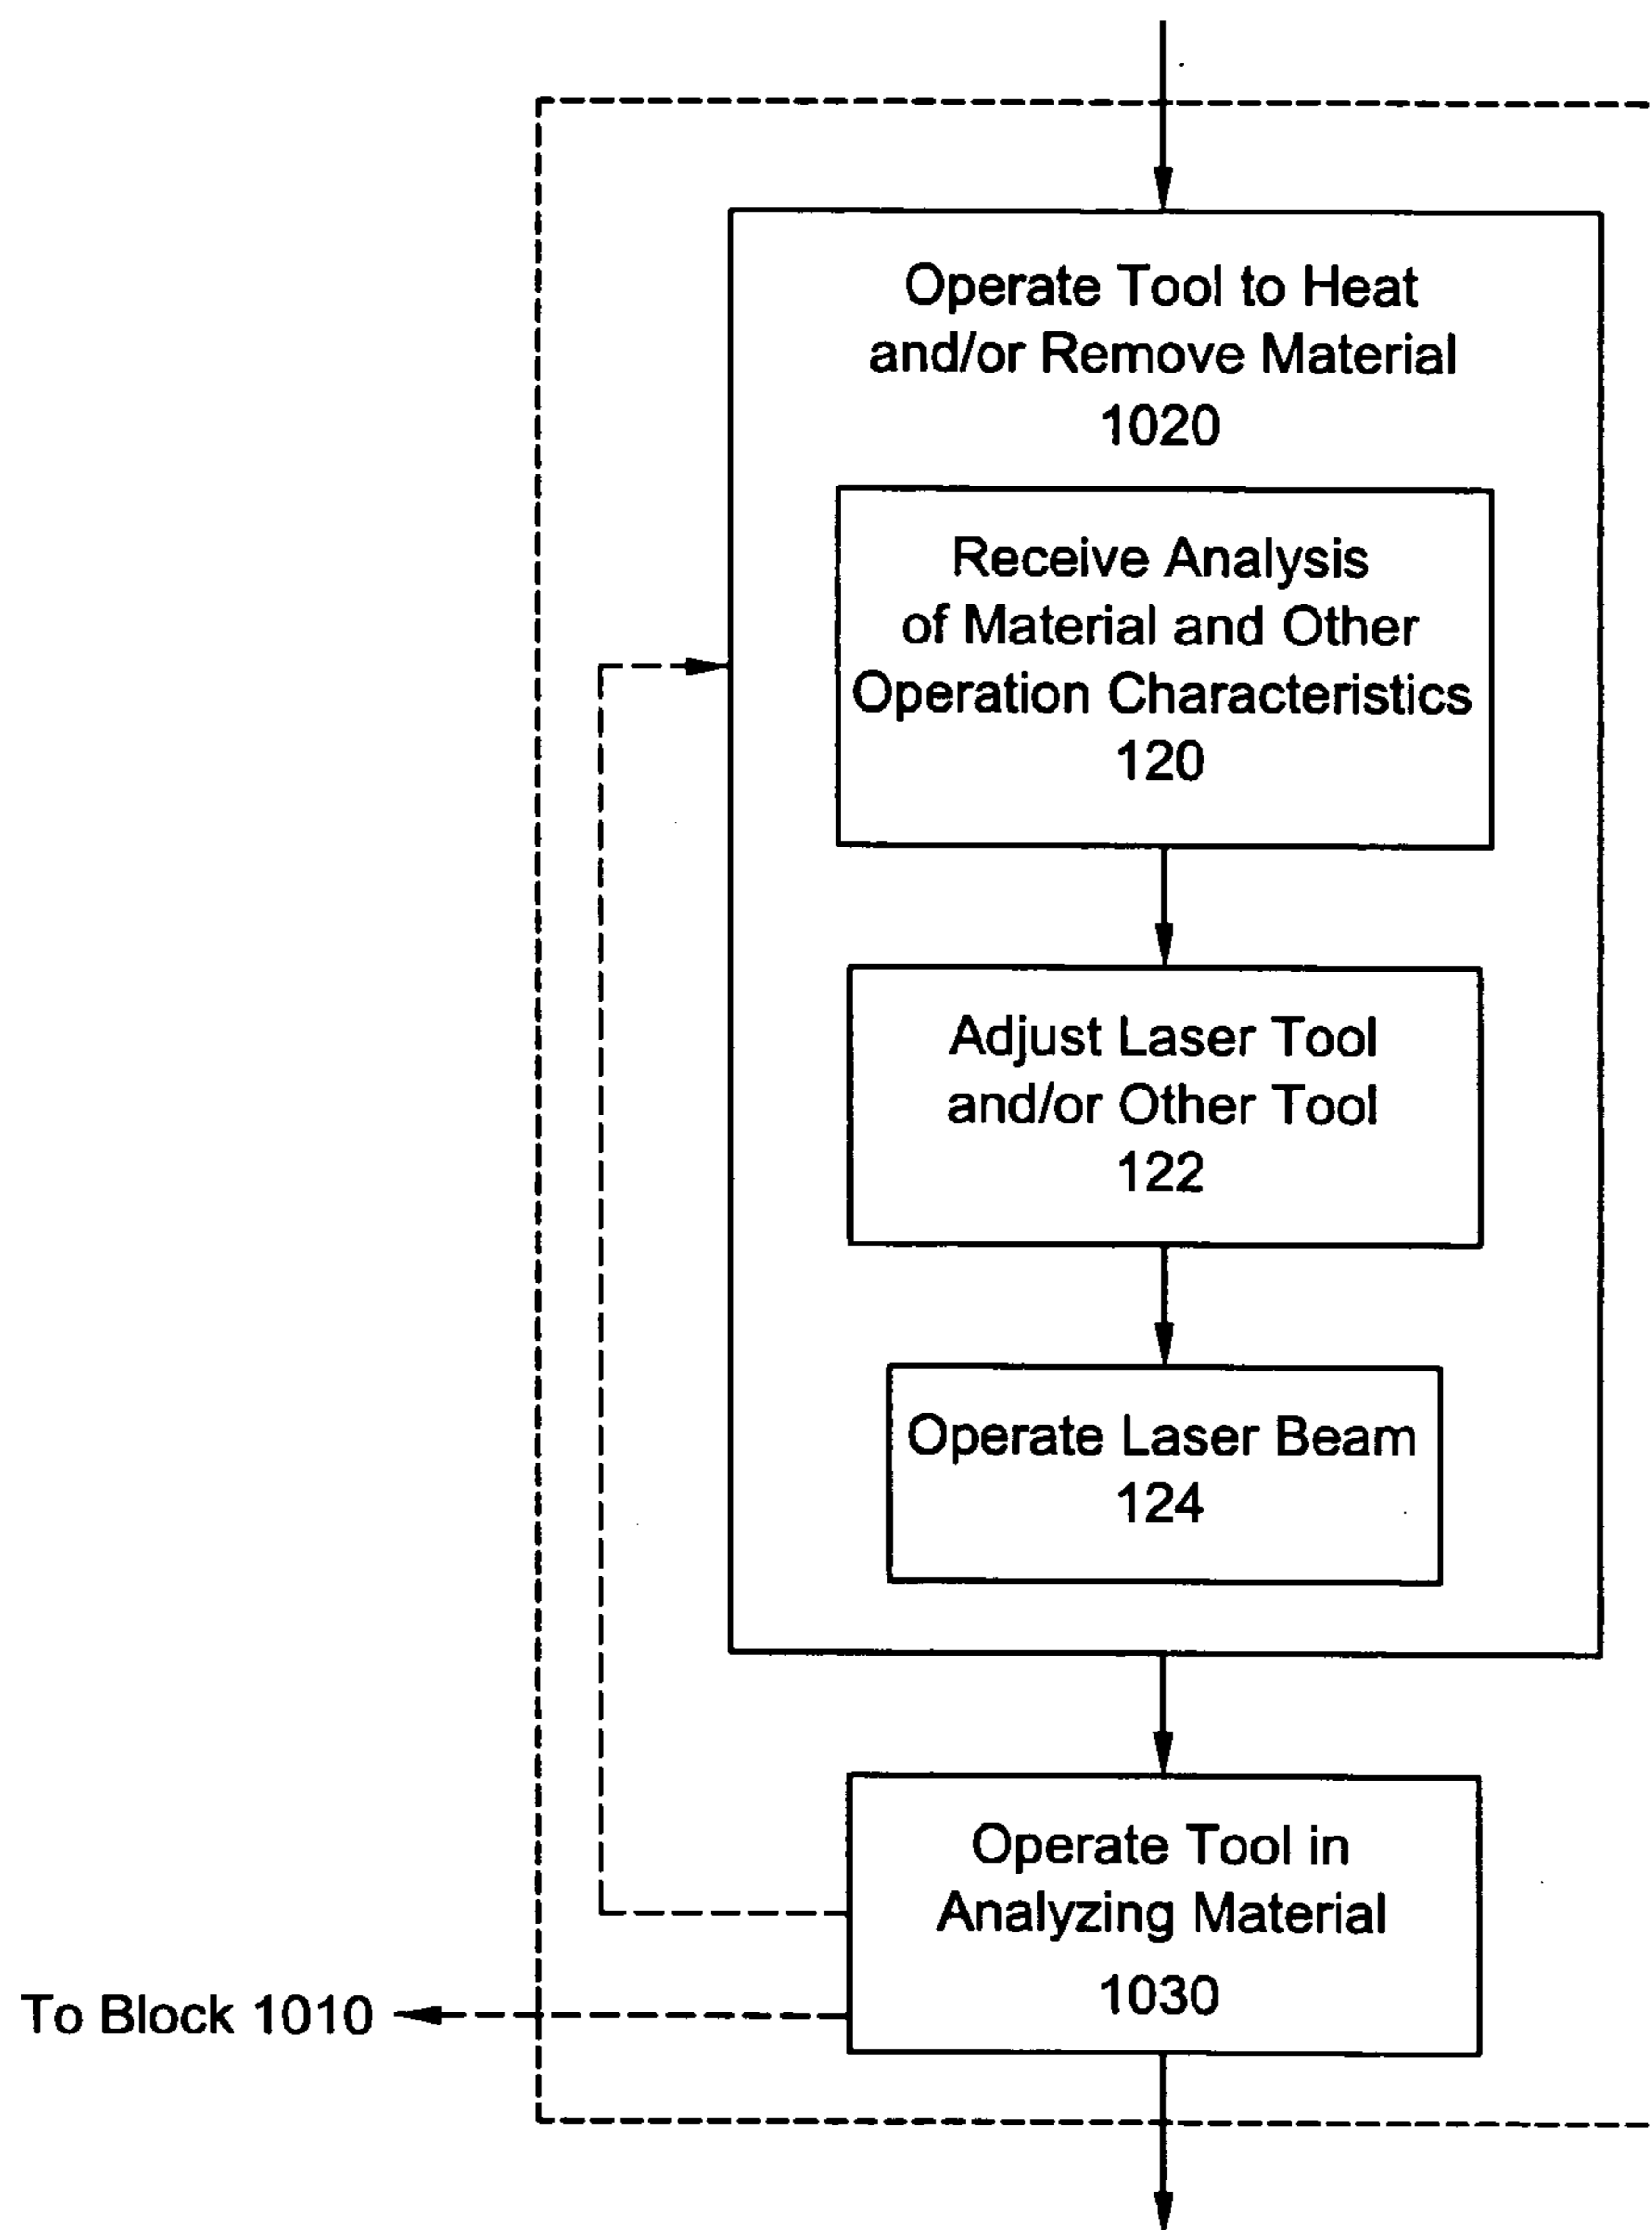 Operate Tool to Heat
and/or Remove Material
1020
Receive Analysis
of Material and Other
Operation Characteristics
120
Adjust Laser Tool
and/or Other Tool
122
Operate Laser Beam
124
Operate Tool in
Analyzing Material
1030
To Block 1010